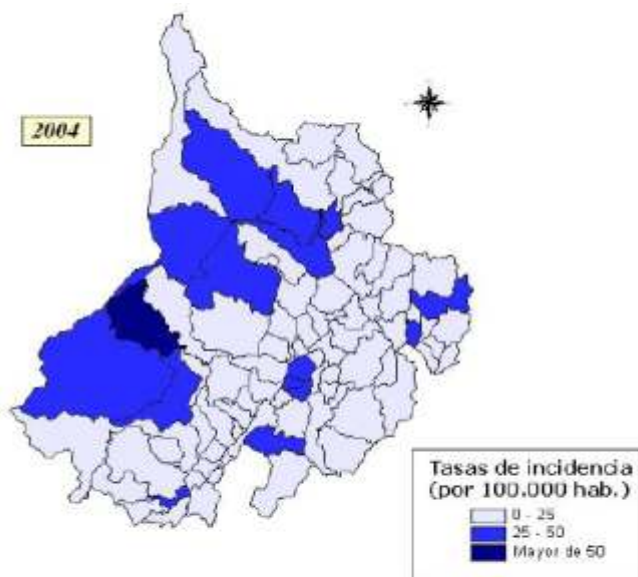 2004
Tasas de incidencia
(por 100.000 hab.)
0 - 25
25 - 50
Mayor de 50